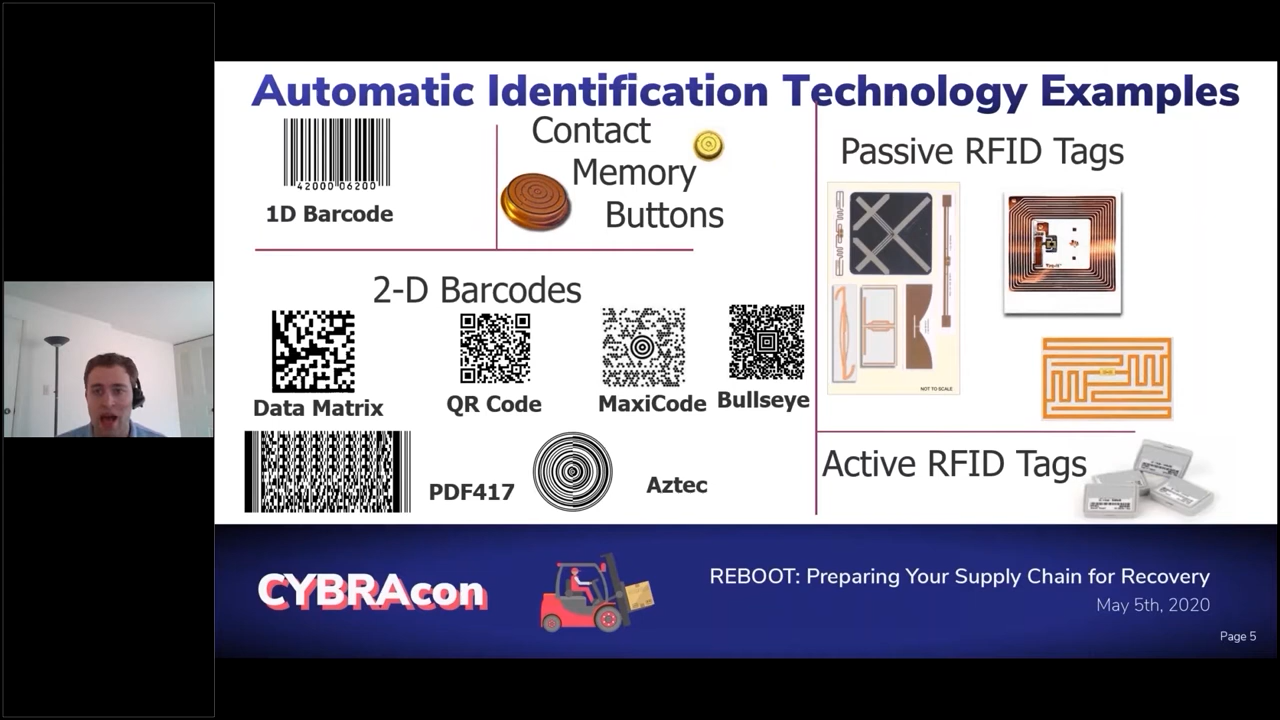 Automatic Identification Technology Examples
42000 06200
1D Barcode
Contact
Memory
Buttons
Passive RFID Tags
NOT TO SCALE
2-D Barcodes
Data Matrix
QR Code
MaxiCode
Bullseye
PDF417
Aztec
Active RFID Tags
CYBRAcon
REBOOT: Preparing Your Supply Chain for Recovery
May 5th, 2020
Page 5